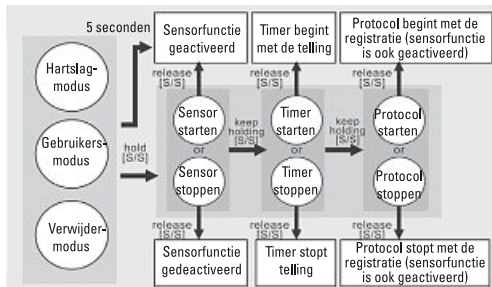 5 seconden
Sensorfunctie
geactiveerd
Timer begint
met de telling
Protocol begint met de
registratie (sensorfunctie
is ook geactiveerd)
Hartslag-
modus
Gebruikers-
modus
Verwijder-
modus
hold
[S/S]
release
[S/S]
release
[S/S]
release
[S/S]
Sensor
starten
or
Sensor
stoppen
keep
holding
[S/S]
Timer
starten
or
Timer
stoppen
keep
holding
[S/S]
Protocol
starten
or
Protocol
stoppen
release
[S/S]
release
[S/S]
release
[S/S]
Sensorfunctie
gedeactiveerd
Timer stopt
telling
Protocol stopt met de
registratie (sensorfunctie
is ook geactiveerd)